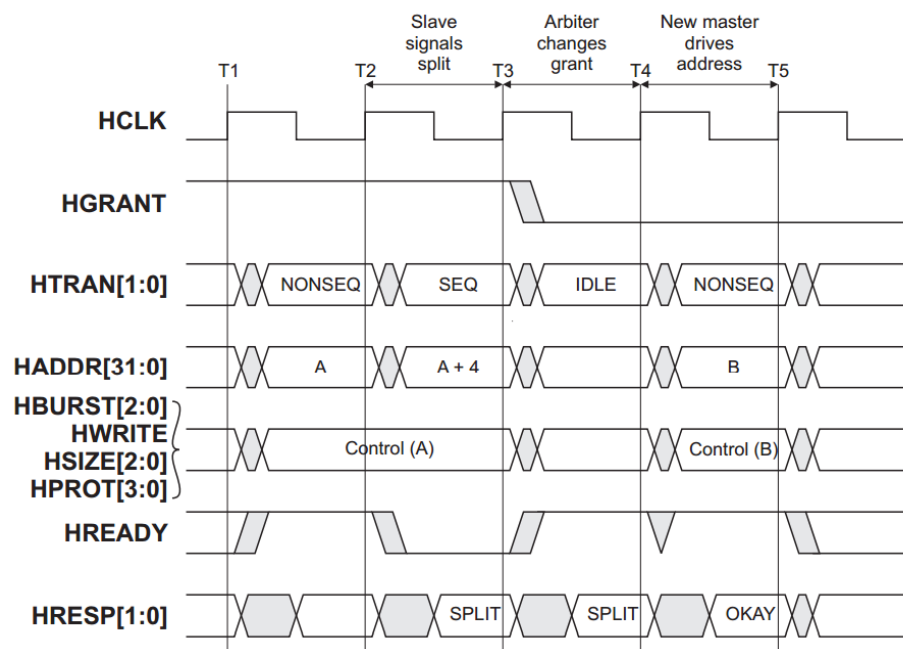 Slave signals split
Arbiter changes grant
New master drives address
T1 T2 T3 T4 T5
HCLK
HGRANT
HTRAN[1:0] NONSEQ SEQ IDLE NONSEQ
HADDR[31:0] A A + 4 B
HBURST[2:0]
HWRITE
HSIZE[2:0]
HPROT[3:0]
Control (A) Control (B)
HREADY
HRESP[1:0] SPLIT SPLIT OKAY